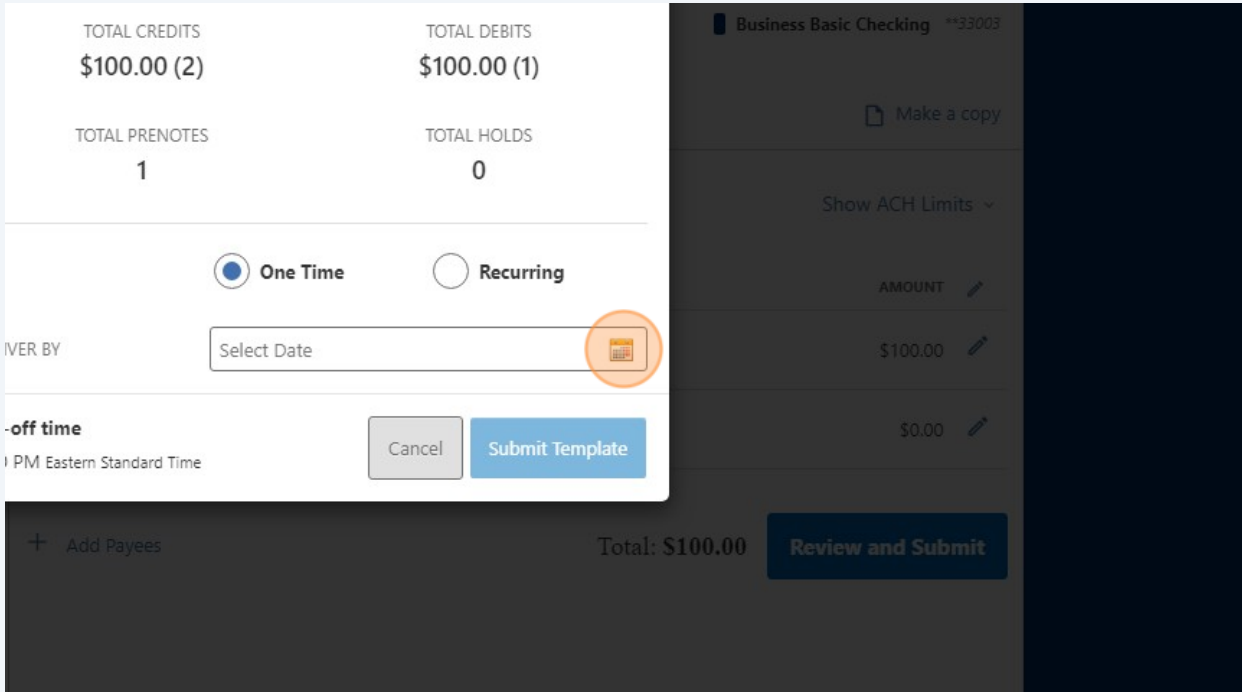 TOTAL CREDITS TOTAL DEBITS
$100.00 (2) $100.00 (1)
Business Basic Checking **33003
Make a copy
TOTAL PRENOTES TOTAL HOLDS
1 0
Show ACH Limits
One Time Recurring
AMOUNT
IVER BY Select Date
$100.00
-off time
PM Eastern Standard Time
Cancel Submit Template
$0.00
+ Add Payees Total: $100.00 Review and Submit